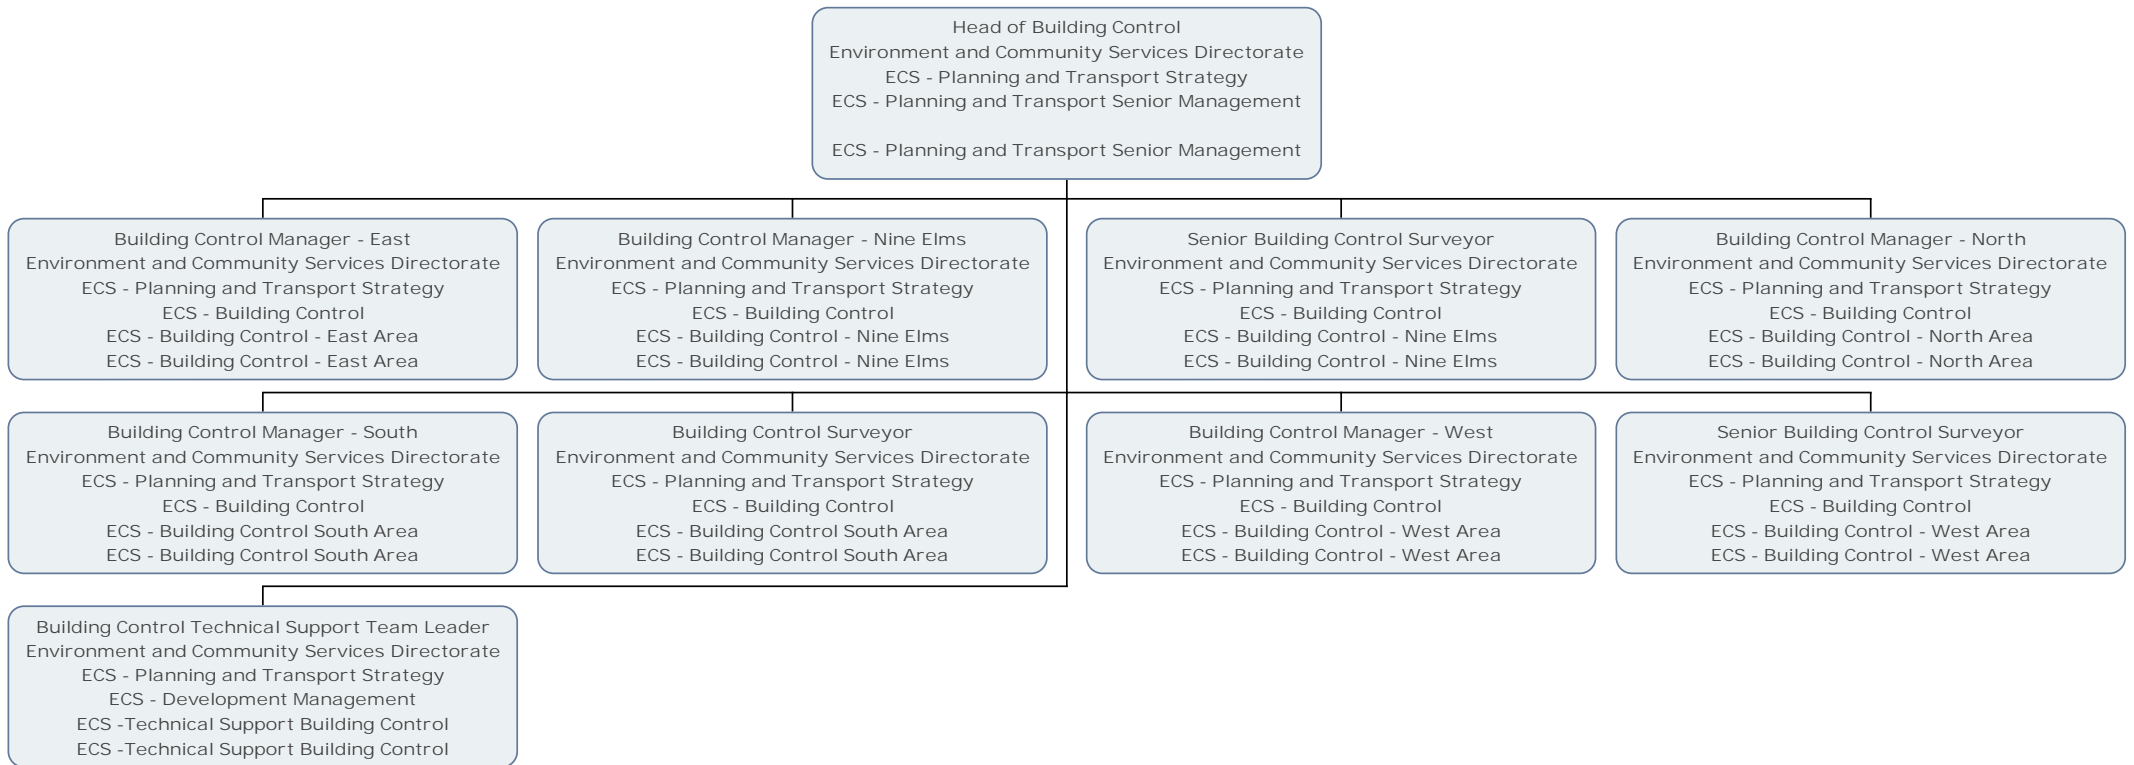 Head of Building Control
Environment and Community Services Directorate
ECS - Planning and Transport Strategy
ECS - Planning and Transport Senior Management
ECS - Planning and Transport Senior Management
Building Control Manager - East
Environment and Community Services Directorate
ECS - Planning and Transport Strategy
ECS - Building Control
ECS - Building Control - East Area
ECS - Building Control - East Area
Building Control Manager - Nine Elms
Environment and Community Services Directorate
ECS - Planning and Transport Strategy
ECS - Building Control
ECS - Building Control - Nine Elms
ECS - Building Control - Nine Elms
Senior Building Control Surveyor
Environment and Community Services Directorate
ECS - Planning and Transport Strategy
ECS - Building Control
ECS - Building Control - Nine Elms
ECS - Building Control - Nine Elms
Building Control Manager - North
Environment and Community Services Directorate
ECS - Planning and Transport Strategy
ECS - Building Control
ECS - Building Control - North Area
ECS - Building Control - North Area
Building Control Manager - South
Environment and Community Services Directorate
ECS - Planning and Transport Strategy
ECS - Building Control
ECS - Building Control South Area
ECS - Building Control South Area
Building Control Surveyor
Environment and Community Services Directorate
ECS - Planning and Transport Strategy
ECS - Building Control
ECS - Building Control South Area
ECS - Building Control South Area
Building Control Manager - West
Environment and Community Services Directorate
ECS - Planning and Transport Strategy
ECS - Building Control
ECS - Building Control - West Area
ECS - Building Control - West Area
Senior Building Control Surveyor
Environment and Community Services Directorate
ECS - Planning and Transport Strategy
ECS - Building Control
ECS - Building Control - West Area
ECS - Building Control - West Area
Building Control Technical Support Team Leader
Environment and Community Services Directorate
ECS - Planning and Transport Strategy
ECS - Development Management
ECS -Technical Support Building Control
ECS -Technical Support Building Control